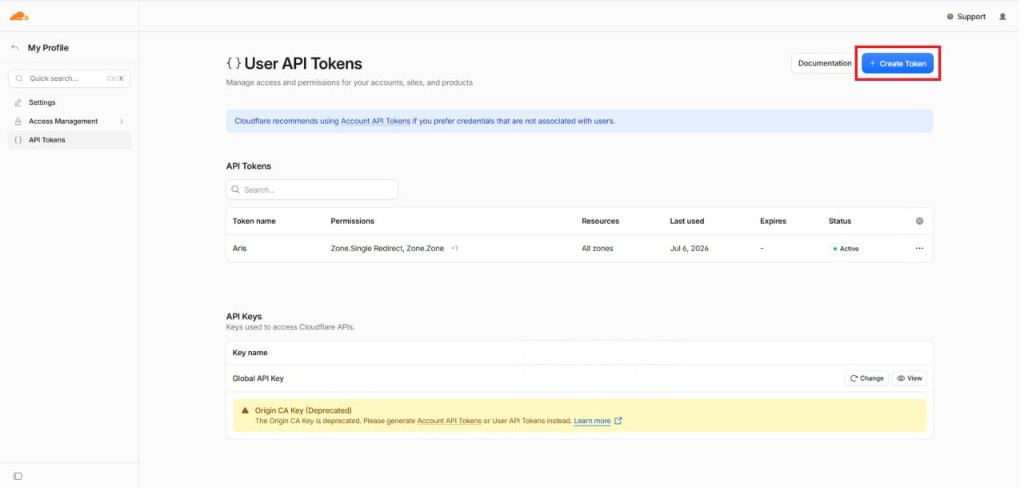 Support
My Profile
Quick search... Ctrl K
Settings
Access Management
API Tokens
{ } User API Tokens
Manage access and permissions for your accounts, sites, and products
Documentation
+ Create Token
Cloudflare recommends using Account API Tokens if you prefer credentials that are not associated with users.
API Tokens
Search...
Token name Permissions Resources Last used Expires Status
Aris Zone.Single Redirect, Zone.Zone +1 All zones Jul 6, 2026 - Active ...
API Keys
Keys used to access Cloudflare APIs.
Key name
Global API Key Change View
Origin CA Key (Deprecated)
The Origin CA Key is deprecated. Please generate Account API Tokens or User API Tokens instead. Learn more